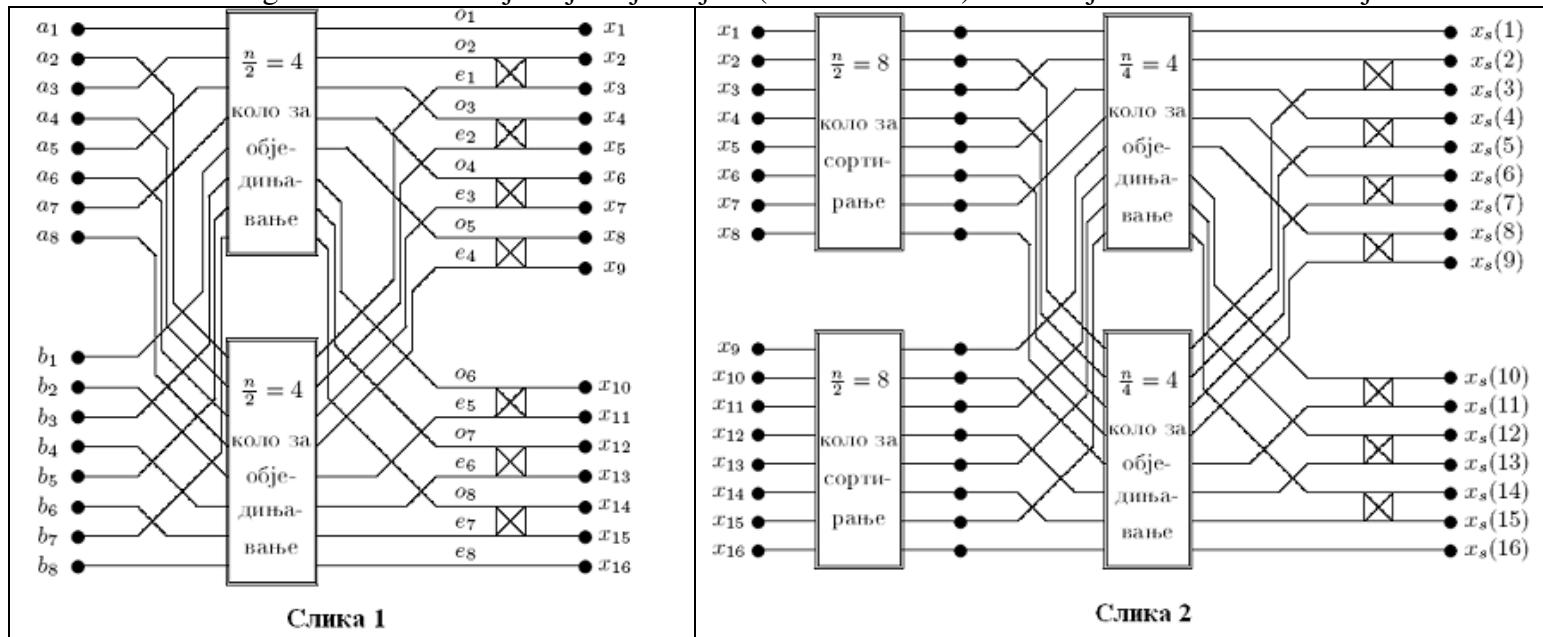 a₁
a₂
a₃
a₄
a₅
a₆
a₇
a₈
b₁
b₂
b₃
b₄
b₅
b₆
b₇
b₈
n/2 = 4
коло за
обје-
диња-
вање
n/2 = 4
коло за
обје-
диња-
вање
o₁
o₂
e₁
o₃
e₂
o₄
e₃
o₅
e₄
o₆
e₅
o₇
e₆
o₈
e₇
e₈
x₁
x₂
x₃
x₄
x₅
x₆
x₇
x₈
x₉
x₁₀
x₁₁
x₁₂
x₁₃
x₁₄
x₁₅
x₁₆
Слика 1
x₁
x₂
x₃
x₄
x₅
x₆
x₇
x₈
x₉
x₁₀
x₁₁
x₁₂
x₁₃
x₁₄
x₁₅
x₁₆
n/2 = 8
коло за
сорти-
рање
n/2 = 8
коло за
сорти-
рање
n/4 = 4
коло за
обје-
диња-
вање
n/4 = 4
коло за
обје-
диња-
вање
xₛ(1)
xₛ(2)
xₛ(3)
xₛ(4)
xₛ(5)
xₛ(6)
xₛ(7)
xₛ(8)
xₛ(9)
xₛ(10)
xₛ(11)
xₛ(12)
xₛ(13)
xₛ(14)
xₛ(15)
xₛ(16)
Слика 2